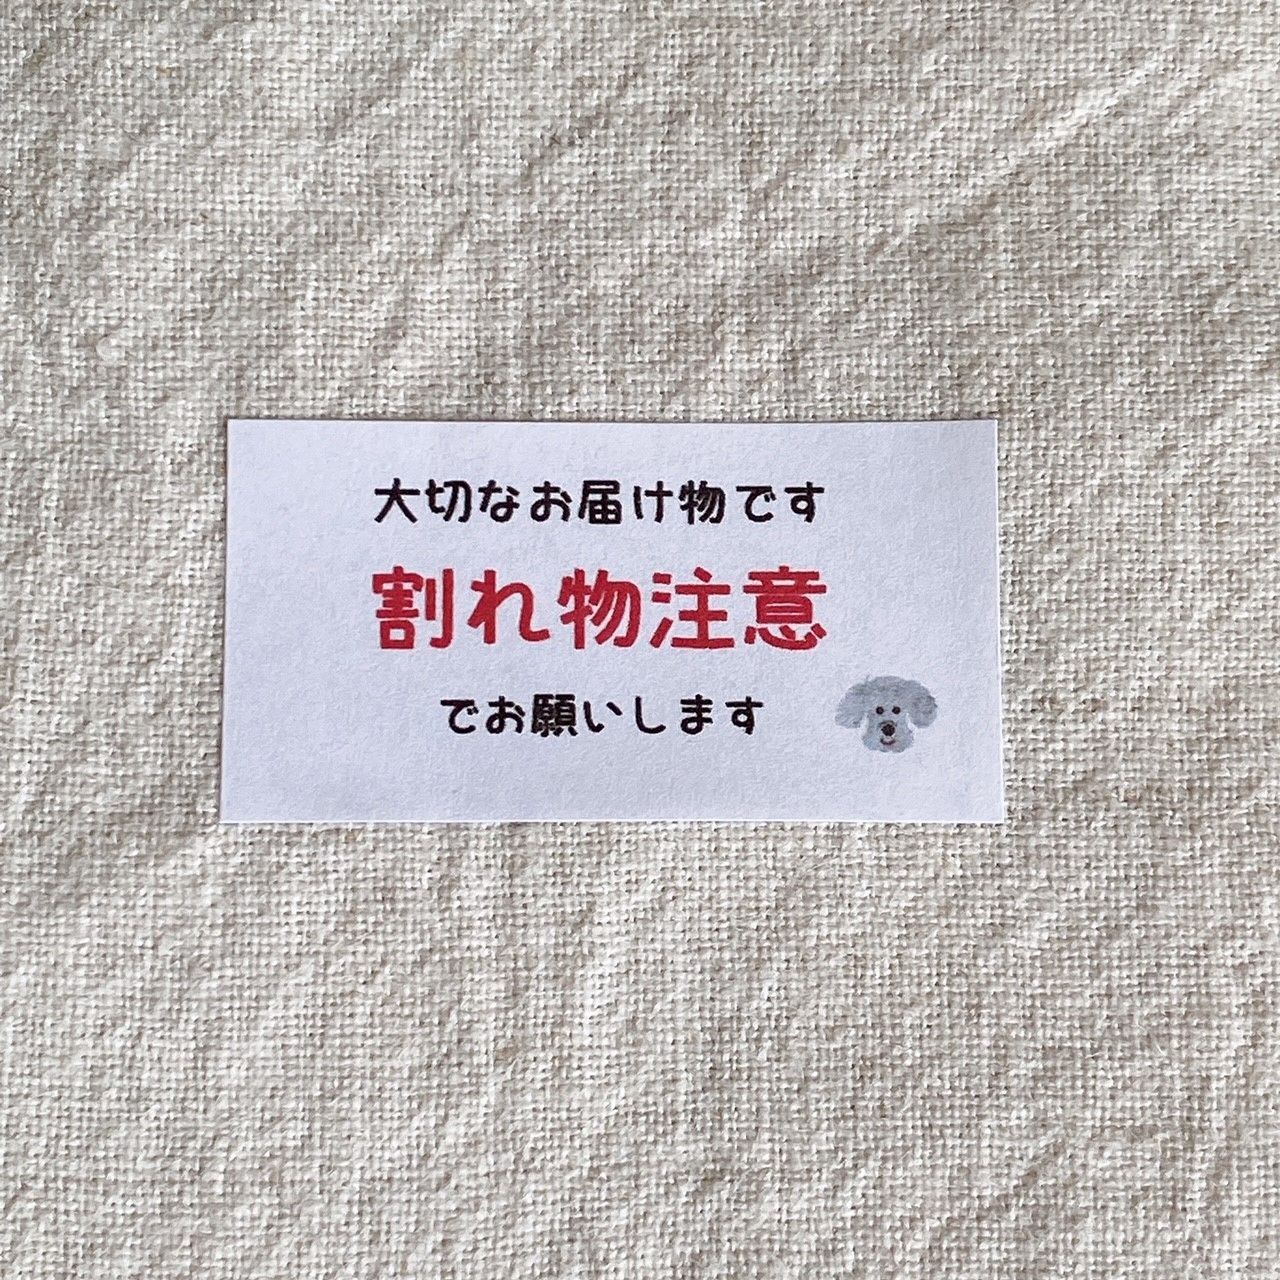 大切なお届け物です
割れ物注意
でお願いします